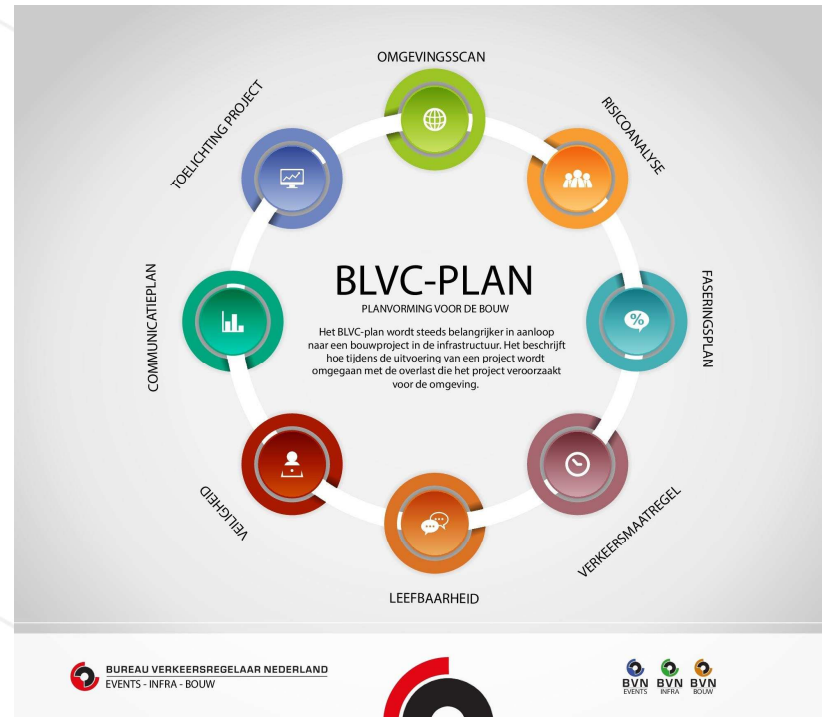 OMGEVINGSSCAN
TOELICHTING PROJECT
RISICOANALYSE
COMMUNICATIEPLAN
BLVC-PLAN
PLANVORMING VOOR DE BOUW
Het BLVC-plan wordt steeds belangrijker in aanloop
naar een bouwproject in de infrastructuur. Het beschrijft
hoe tijdens de uitvoering van een project wordt
omgegaan met de overlast die het project veroorzaakt
voor de omgeving.
FASERINGSPLAN
%
VEILIGHEID
VERKEERSMAATREGEL
LEEFBAARHEID
BUREAU VERKEERSREGELAAR NEDERLAND
EVENTS - INFRA - BOUW
BVN
EVENTS
BVN
INFRA
BVN
BOUW